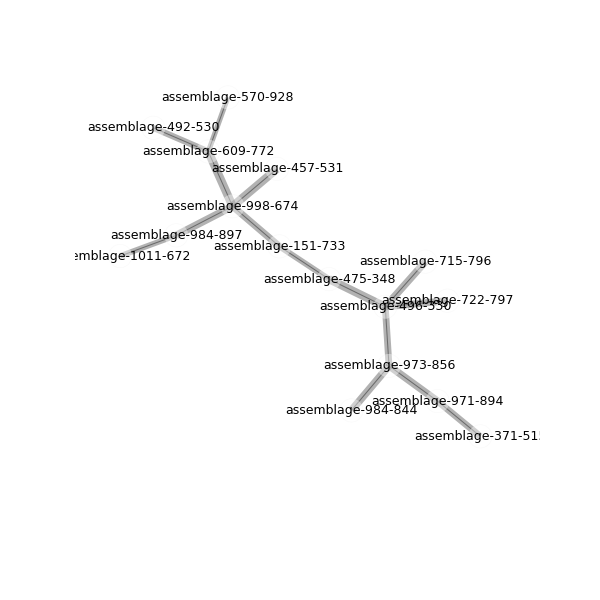 assemblage-570-928
assemblage-492-530
assemblage-609-772
assemblage-457-531
assemblage-998-674
assemblage-984-897
assemblage-151-733
emblage-1011-672
assemblage-715-796
assemblage-475-348
assemblage-722-797
assemblage-496-330
assemblage-973-856
assemblage-971-894
assemblage-984-844
assemblage-371-51